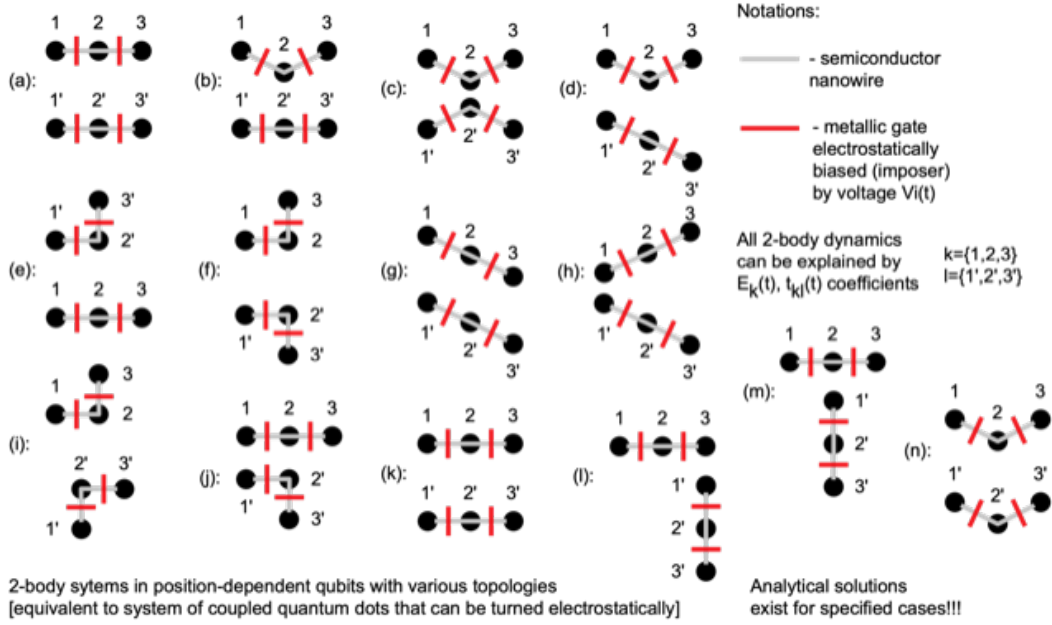 1 2 3
(a):
1' 2' 3'
1 2 3
(b):
1' 2' 3'
1 2 3
(c):
2'
1' 3'
1 2 3
(d):
1' 2'
3'
Notations:
- semiconductor
nanowire
- metallic gate
electrostatically
biased (imposer)
by voltage Vi(t)
All 2-body dynamics
can be explained by
E_k(t), t_kl(t) coefficients
k={1,2,3}
l={1',2',3'}
3'
1' 2'
(e):
1 2 3
3
1 2
(f):
2'
1'
3'
1
2
3
(g):
1'
2'
3'
3
2
1
(h):
1'
2'
3'
3
1 2
(i):
2' 3'
1'
1 2 3
(j):
2'
1'
3'
1 2 3
(k):
1' 2' 3'
1 2 3
(l):
1'
2'
3'
1 2 3
(m):
1'
2'
3'
1 2 3
(n):
1' 2' 3'
2-body sytems in position-dependent qubits with various topologies
[equivalent to system of coupled quantum dots that can be turned electrostatically]
Analytical solutions
exist for specified cases!!!